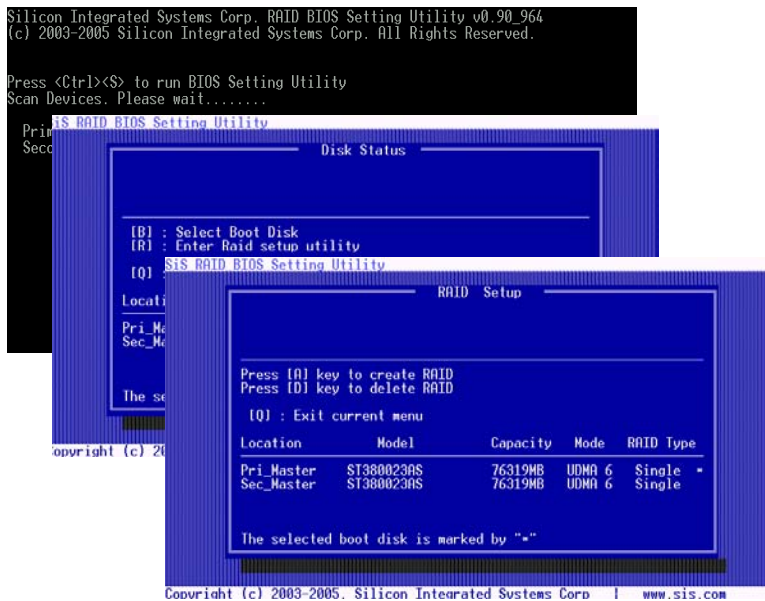 Silicon Integrated Systems Corp. RAID BIOS Setting Utility v0.90_964
(c) 2003-2005 Silicon Integrated Systems Corp. All Rights Reserved.
Press <Ctrl><S> to run BIOS Setting Utility
Scan Devices. Please wait........
SiS RAID BIOS Setting Utility
Disk Status
[B] : Select Boot Disk
[R] : Enter Raid setup utility
[Q] :
SiS RAID BIOS Setting Utility
RAID Setup
Press [A] key to create RAID
Press [D] key to delete RAID
[Q] : Exit current menu
Location Model Capacity Mode RAID Type
Pri_Master ST380023AS 76319MB UDMA 6 Single *
Sec_Master ST380023AS 76319MB UDMA 6 Single
The selected boot disk is marked by "*"
Copyright (c) 2003-2005. Silicon Integrated Systems Corp | www.sis.com